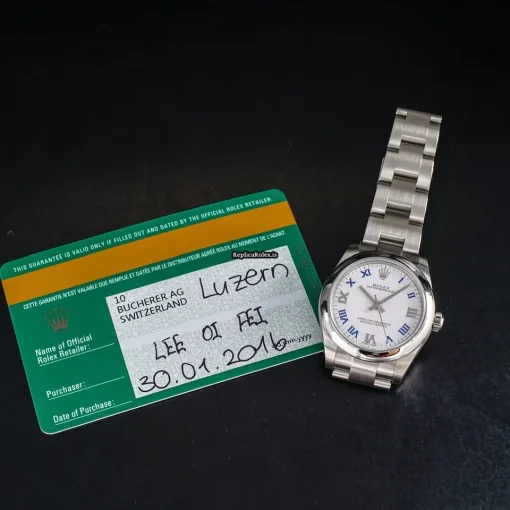 THIS GUARANTEE IS VALID ONLY IF FILLED OUT AND DATED BY THE OFFICIAL ROLEX RETAILER.
CETTE GARANTIE N'EST VALABLE QUE REMPLIE ET DATÉE PAR LE DISTRIBUTEUR AGRÉÉ ROLEX AU MOMENT DE L'ACHAT.
ReplicaRolex.is
10
BUCHERER AG
SWITZERLAND
Luzern
Name of Official
Rolex Retailer:
LEE OI FEI
Purchaser:
30.01.2016
Date of Purchase:
ROLEX